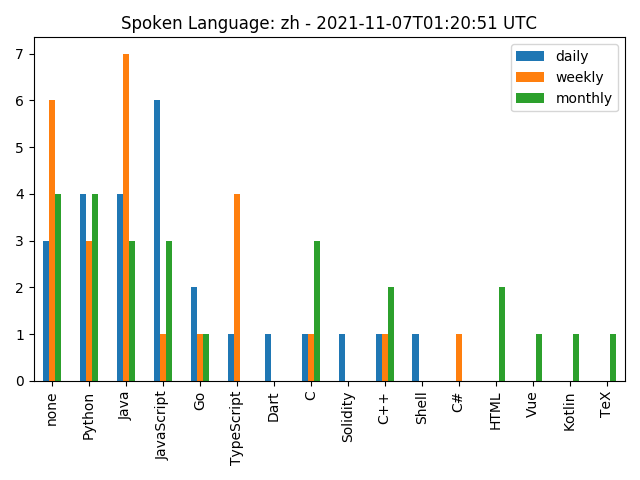 Spoken Language: zh - 2021-11-07T01:20:51 UTC
daily
weekly
monthly
7
6
5
4
3
2
1
0
none
Python
Java
JavaScript
Go
TypeScript
Dart
C
Solidity
C++
Shell
C#
HTML
Vue
Kotlin
TeX